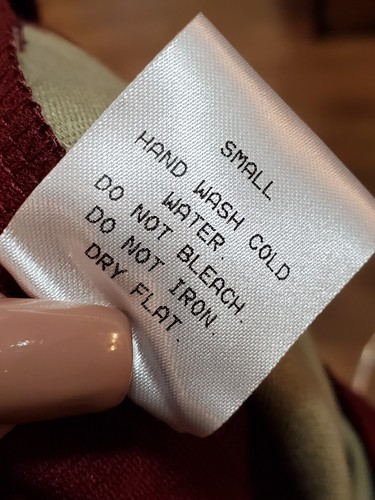 SMALL
HAND WASH COLD
WATER.
DO NOT BLEACH.
DO NOT IRON.
DRY FLAT.